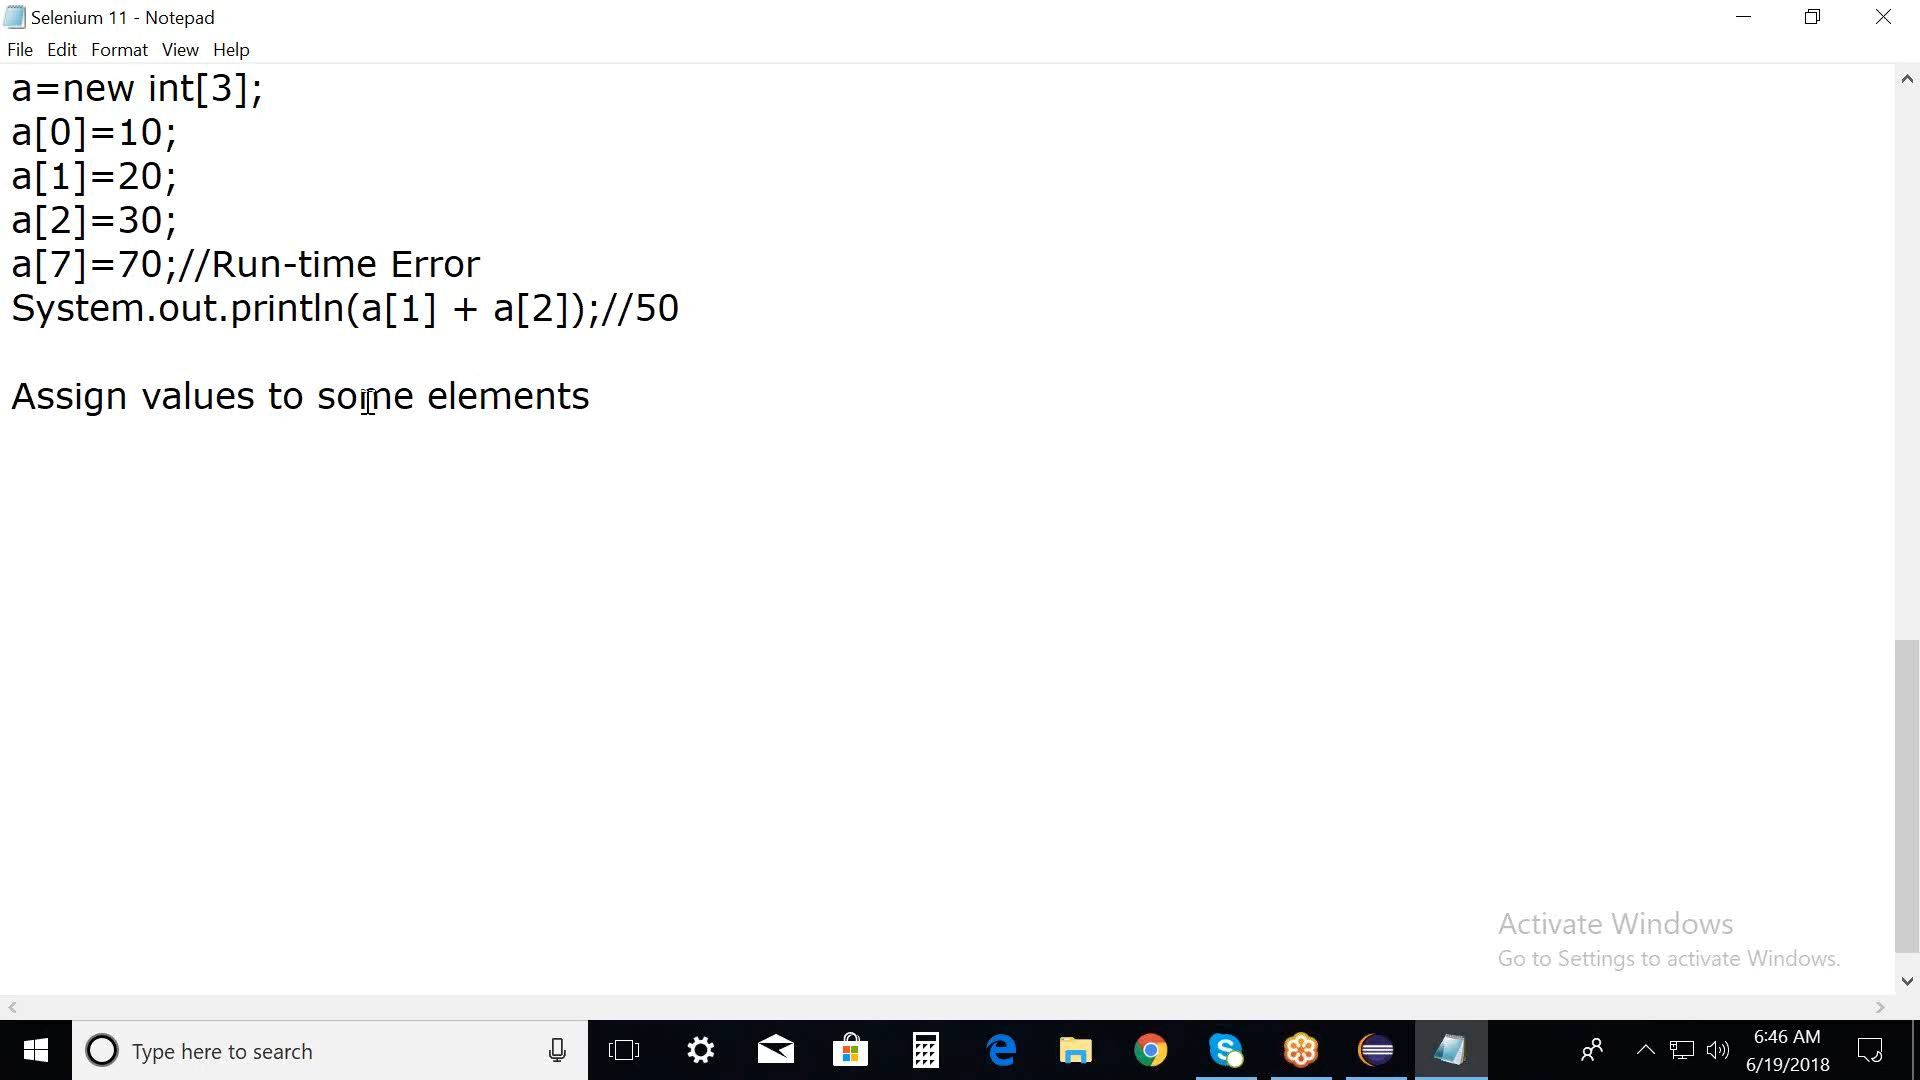 Selenium 11 - Notepad
File Edit Format View Help
a=new int[3];
a[0]=10;
a[1]=20;
a[2]=30;
a[7]=70;//Run-time Error
System.out.println(a[1] + a[2]);//50
Assign values to some elements
Activate Windows
Go to Settings to activate Windows.
Type here to search
6:46 AM
6/19/2018